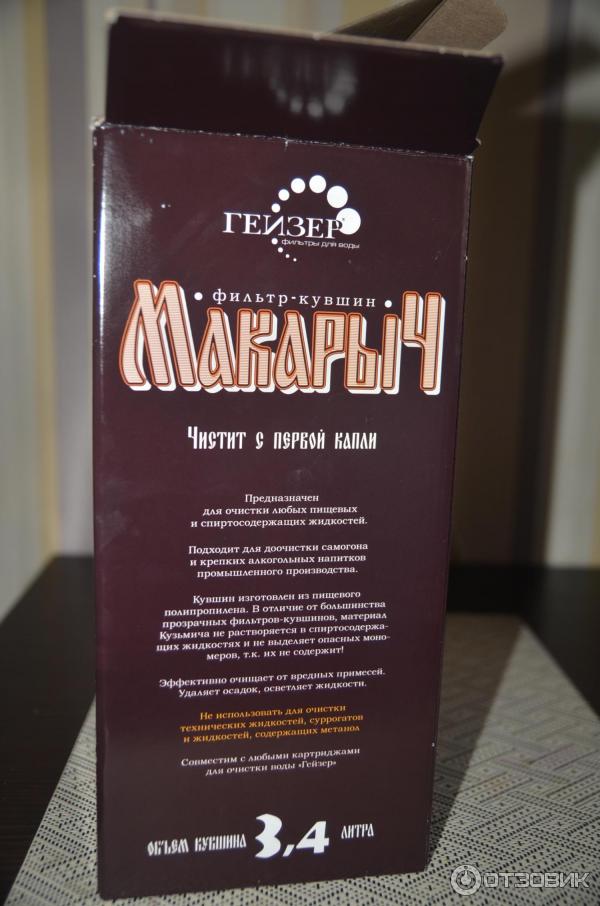 ГЕЙЗЕР
фильтры для воды
• фильтр-кувшин •
МАКАРЫЧ
Чистит с первой капли
Предназначен
для очистки любых пищевых
и спиртосодержащих жидкостей.
Подходит для доочистки самогона
и крепких алкогольных напитков
промышленного производства.
Кувшин изготовлен из пищевого
полипропилена. В отличие от большинства
прозрачных фильтров-кувшинов, материал
Кузьмича не растворяется в спиртосодержа-
щих жидкостях и не выделяет опасных моно-
меров, т.к. их не содержит!
Эффективно очищает от вредных примесей.
Удаляет осадок, осветляет жидкости.
Не использовать для очистки
технических жидкостей, суррогатов
и жидкостей, содержащих метанол
Совместим с любыми картриджами
для очистки воды «Гейзер»
ОБЪЕМ КУВШИНА 3,4 ЛИТРА
ОТЗОВИК